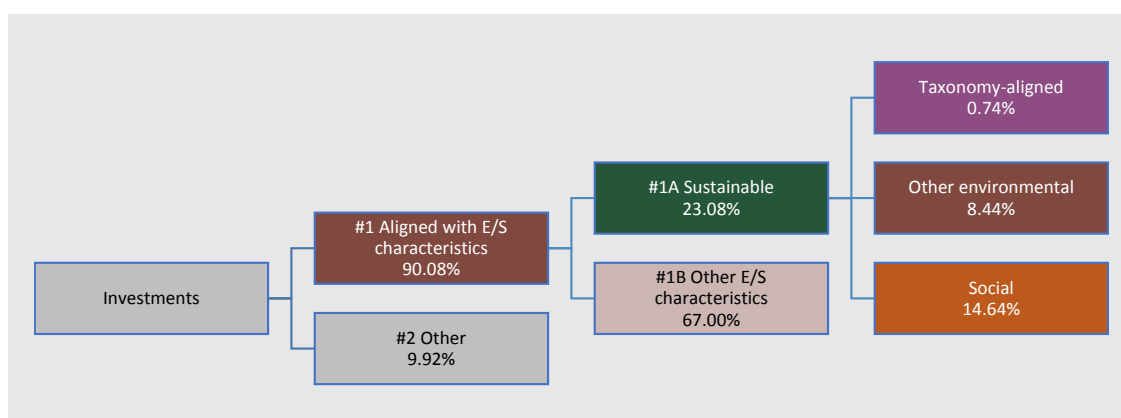 Investments
#1 Aligned with E/S
characteristics
90.08%
#2 Other
9.92%
#1A Sustainable
23.08%
#1B Other E/S
characteristics
67.00%
Taxonomy-aligned
0.74%
Other environmental
8.44%
Social
14.64%